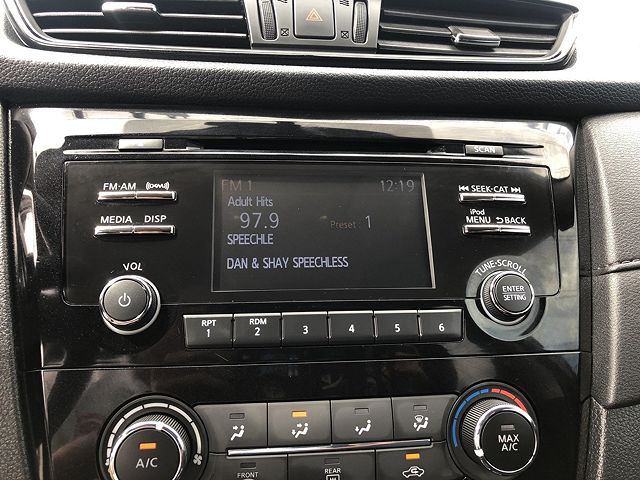 SCAN
FM·AM
MEDIA DISP
VOL
FM 1 12:19
Adult Hits
97.9 Preset : 1
SPEECHLE
DAN & SHAY SPEECHLESS
SEEK·CAT
iPod
MENU BACK
TUNE·SCROLL
ENTER
SETTING
RPT
1
RDM
2
3
4
5
6
A/C
FRONT
REAR
MAX
A/C